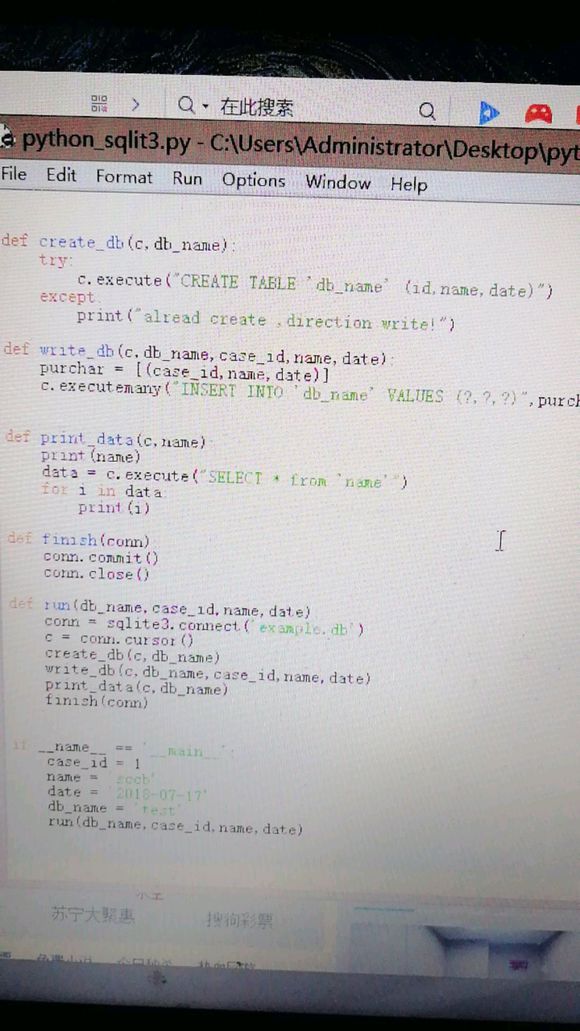 在此搜索
python_sqlit3.py - C:\Users\Administrator\Desktop\pyt
File Edit Format Run Options Window Help
def create_db(c,db_name):
try:
c.execute("CREATE TABLE 'db_name' (id,name,date)")
except:
print("alread create ,direction write!")
def write_db(c,db_name,case_id,name,date):
purchar = [(case_id,name,date)]
c.executemany("INSERT INTO 'db_name' VALUES (?,?,?)",purch
def print_data(c,name):
print(name)
data = c.execute("SELECT * from 'name'")
for i in data:
print(i)
def finish(conn):
conn.commit()
conn.close()
def run(db_name,case_id,name,date):
conn = sqlite3.connect('example.db')
c = conn.cursor()
create_db(c,db_name)
write_db(c,db_name,case_id,name,date)
print_data(c,db_name)
finish(conn)
if __name__ == '__main__':
case_id = 1
name = 'sccb'
date = '2018-07-17'
db_name = 'test'
run(db_name,case_id,name,date)
苏宁大聚惠 搜狗彩票